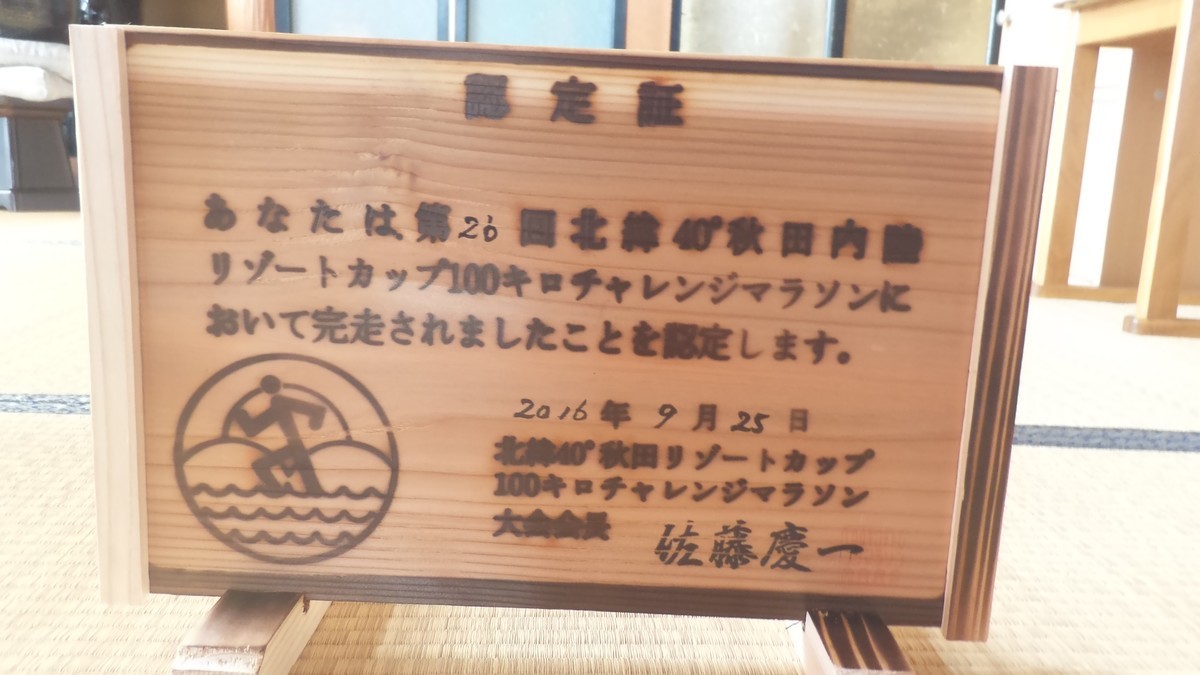 認定証
あなたは第26回北緯40°秋田内陸
リゾートカップ100キロチャレンジマラソンに
おいて完走されましたことを認定します。
2016年9月25日
北緯40°秋田リゾートカップ
100キロチャレンジマラソン
大会会長 佐藤慶一